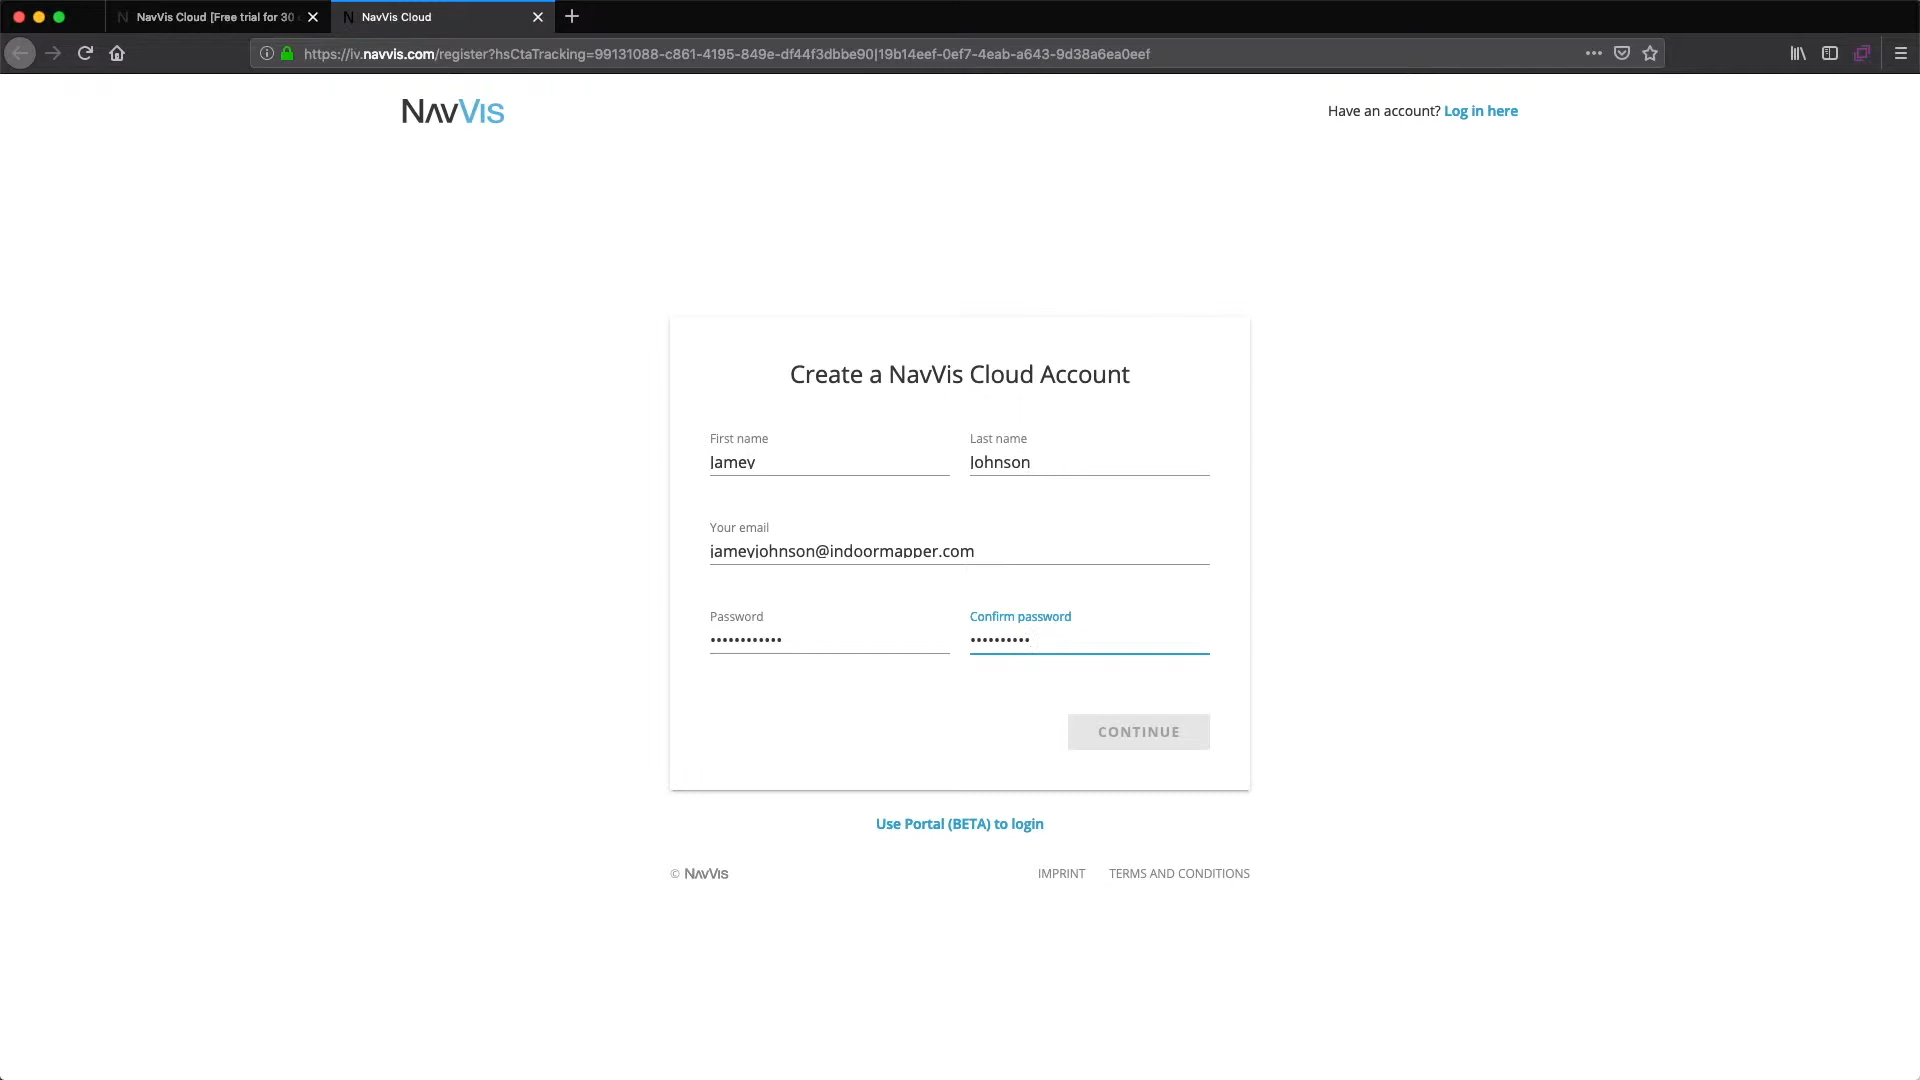 NavVis Cloud [Free trial for 30
NavVis Cloud
https://iv.navvis.com/register?hsCtaTracking=99131088-c861-4195-849e-df44f3dbbe90|19b14eef-0ef7-4eab-a643-9d38a6ea0eef
NavVis
Have an account? Log in here
Create a NavVis Cloud Account
First name
Last name
Jamey
Johnson
Your email
jameyjohnson@indoormapper.com
Password
Confirm password
••••••••••••
••••••••••
CONTINUE
Use Portal (BETA) to login
© NavVis
IMPRINT
TERMS AND CONDITIONS